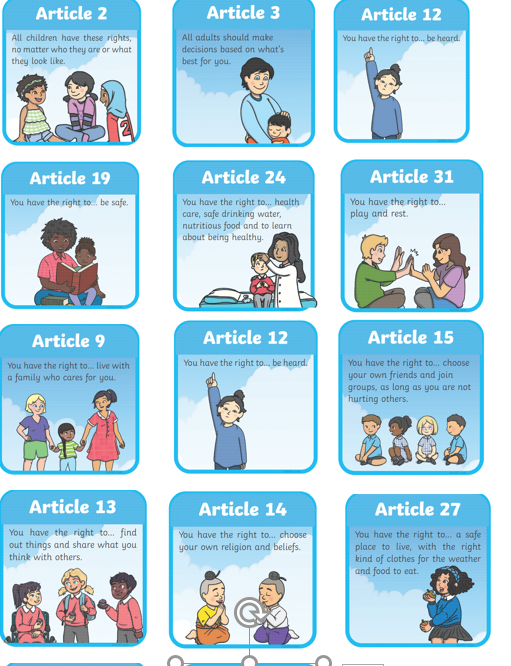 Article 2
All children have these rights,
no matter who they are or what
they look like.
Article 3
All adults should make
decisions based on what's
best for you.
Article 12
You have the right to... be heard.
Article 19
You have the right to... be safe.
Article 24
You have the right to... health
care, safe drinking water,
nutritious food and to learn
about being healthy.
Article 31
You have the right to...
play and rest.
Article 9
You have the right to... live with
a family who cares for you.
Article 12
You have the right to... be heard.
Article 15
You have the right to... choose
your own friends and join
groups, as long as you are not
hurting others.
Article 13
You have the right to... find
out things and share what you
think with others.
Article 14
You have the right to... choose
your own religion and beliefs.
Article 27
You have the right to... a safe
place to live, with the right
kind of clothes for the weather
and food to eat.